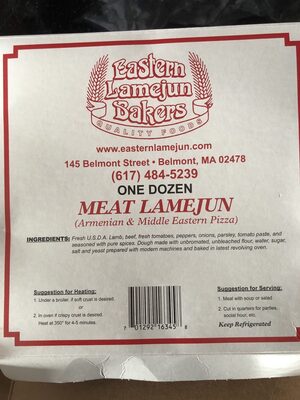 Eastern
Lamejun
Bakers
QUALITY FOODS
www.easternlamejun.com
145 Belmont Street • Belmont, MA 02478
(617) 484-5239
ONE DOZEN
MEAT LAMEJUN
(Armenian & Middle Eastern Pizza)
INGREDIENTS: Fresh U.S.D.A. Lamb, beef, fresh tomatoes, peppers, onions, parsley, tomato paste, and
seasoned with pure spices. Dough made with unbromated, unbleached flour, water, sugar,
salt and yeast prepared with modern machines and baked in latest revolving oven.
Suggestion for Heating:
1. Under a broiler, if soft crust is desired.
or
2. in oven if crispy crust is desired.
Heat at 350° for 4-5 minutes.
Suggestion for Serving:
1. Meat with soup or salad.
2. Cut in quarters for parties,
social hour, etc.
Keep Refrigerated
7 01292 16345 8